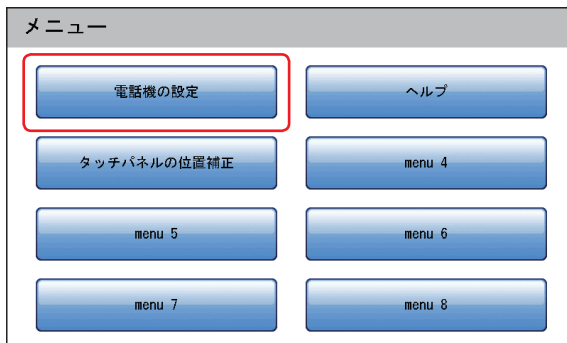 メニュー
電話機の設定
ヘルプ
タッチパネルの位置補正
menu 4
menu 5
menu 6
menu 7
menu 8